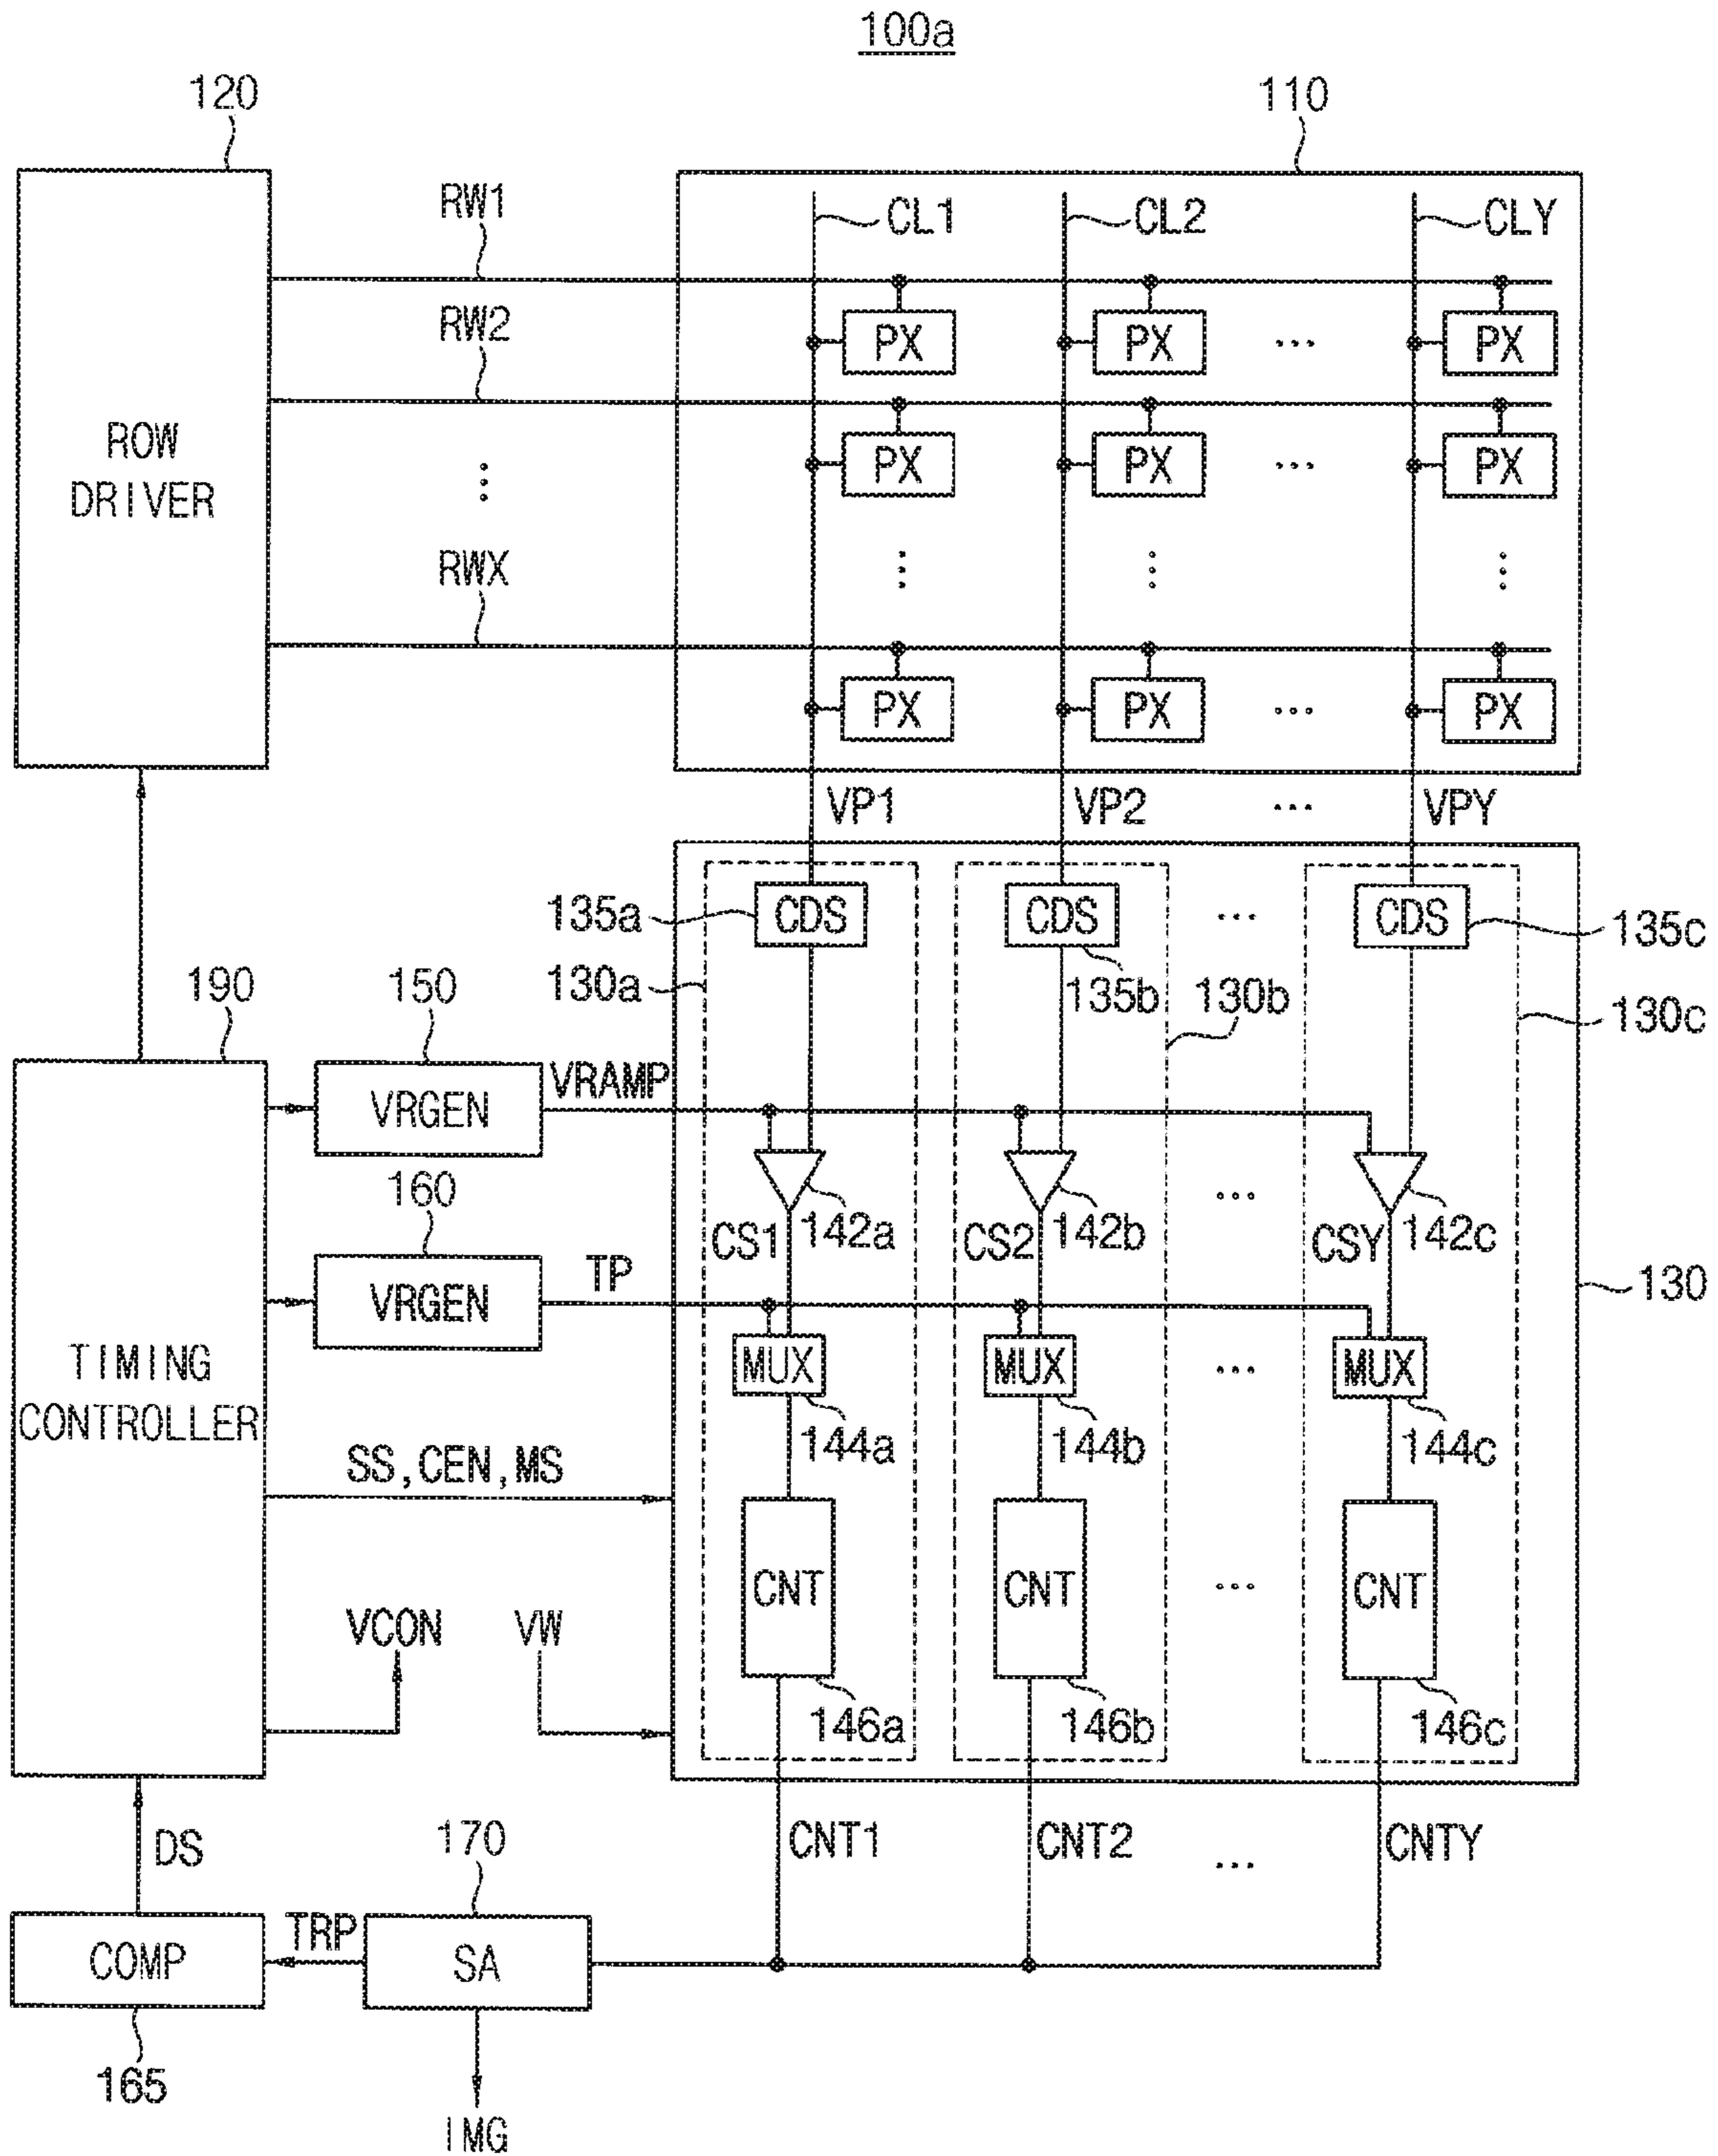 100a
120
110
RW1
CL1
CL2
CLY
RW2
PX
PX
...
PX
ROW
DRIVER
PX
PX
...
PX
RWX
PX
PX
...
PX
VP1
VP2
...
VPY
135a
CDS
CDS
...
CDS
135c
130a
135b
130b
130c
190
150
VRGEN
VRAMP
160
CS1
142a
CS2
142b
...
CSY
142c
VRGEN
TP
130
TIMING
CONTROLLER
MUX
MUX
...
MUX
144a
144b
144c
SS,CEN,MS
CNT
CNT
...
CNT
VCON
VW
146a
146b
146c
DS
170
CNT1
CNT2
...
CNTY
COMP
TRP
SA
165
IMG